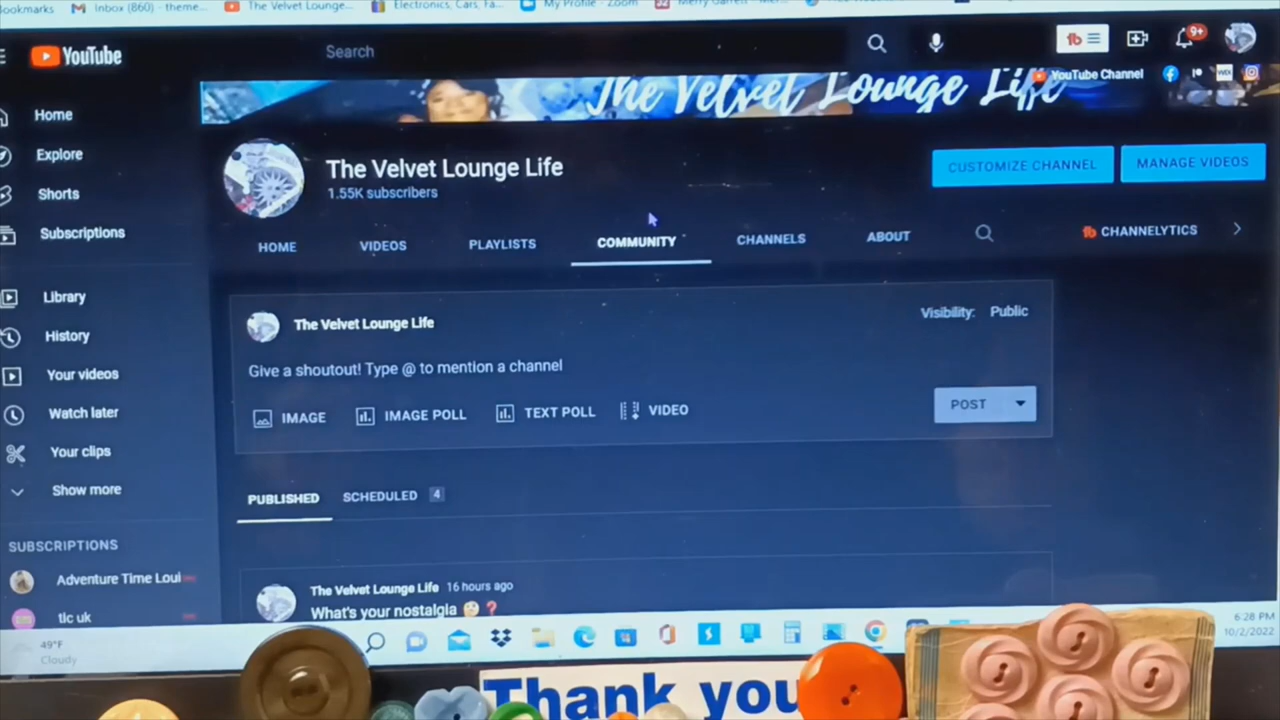 Bookmarks Inbox (860) - theme... The Velvet Lounge... Electronics, Cars, Fa... My Profile - Zoom
YouTube Search 9+
YouTube Channel
The Velvet Lounge Life
Home
Explore
Shorts
Subscriptions
Library
History
Your videos
Watch later
Your clips
Show more
SUBSCRIPTIONS
Adventure Time Loui
tlc uk
The Velvet Lounge Life
1.55K subscribers
CUSTOMIZE CHANNEL MANAGE VIDEOS
HOME VIDEOS PLAYLISTS COMMUNITY CHANNELS ABOUT CHANNELYTICS
The Velvet Lounge Life Visibility: Public
Give a shoutout! Type @ to mention a channel
IMAGE IMAGE POLL TEXT POLL VIDEO POST
PUBLISHED SCHEDULED 4
The Velvet Lounge Life 16 hours ago
What's your nostalgia 🤔❓
49°F
Cloudy
6:28 PM
10/2/2022
Thank you